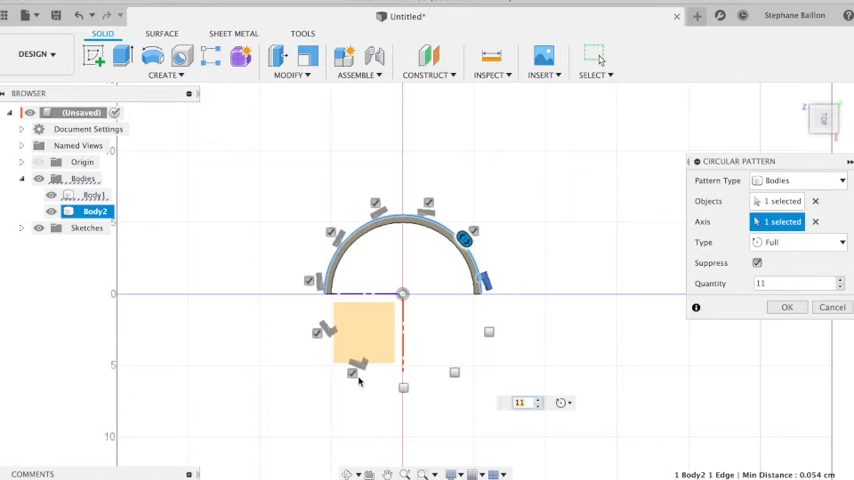 Untitled*
Stephane Baillon
DESIGN
SOLID
SURFACE
SHEET METAL
TOOLS
CREATE
MODIFY
ASSEMBLE
CONSTRUCT
INSPECT
INSERT
SELECT
BROWSER
(Unsaved)
Document Settings
Named Views
Origin
Bodies
Body1
Body2
Sketches
0
5
10
Z
CIRCULAR PATTERN
Pattern Type Bodies
Objects 1 selected
Axis 1 selected
Type Full
Suppress
Quantity 11
OK Cancel
11
COMMENTS
1 Body2 1 Edge | Min Distance : 0.054 cm